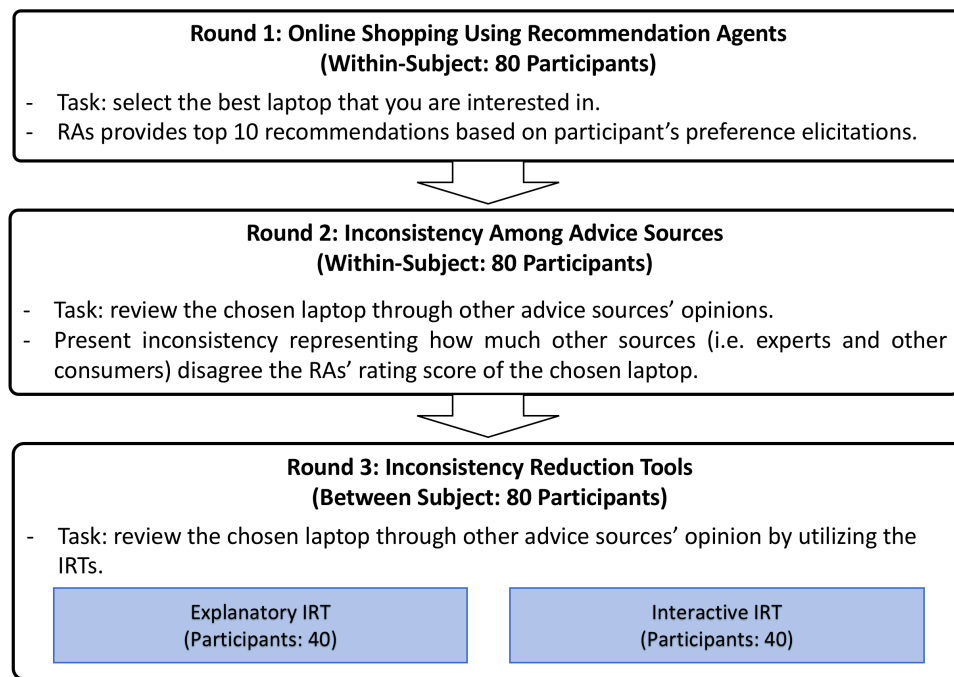 Round 1: Online Shopping Using Recommendation Agents
(Within-Subject: 80 Participants)
- Task: select the best laptop that you are interested in.
- RAs provides top 10 recommendations based on participant's preference elicitations.
Round 2: Inconsistency Among Advice Sources
(Within-Subject: 80 Participants)
- Task: review the chosen laptop through other advice sources' opinions.
- Present inconsistency representing how much other sources (i.e. experts and other
consumers) disagree the RAs' rating score of the chosen laptop.
Round 3: Inconsistency Reduction Tools
(Between Subject: 80 Participants)
- Task: review the chosen laptop through other advice sources' opinion by utilizing the
IRTs.
Explanatory IRT
(Participants: 40)
Interactive IRT
(Participants: 40)